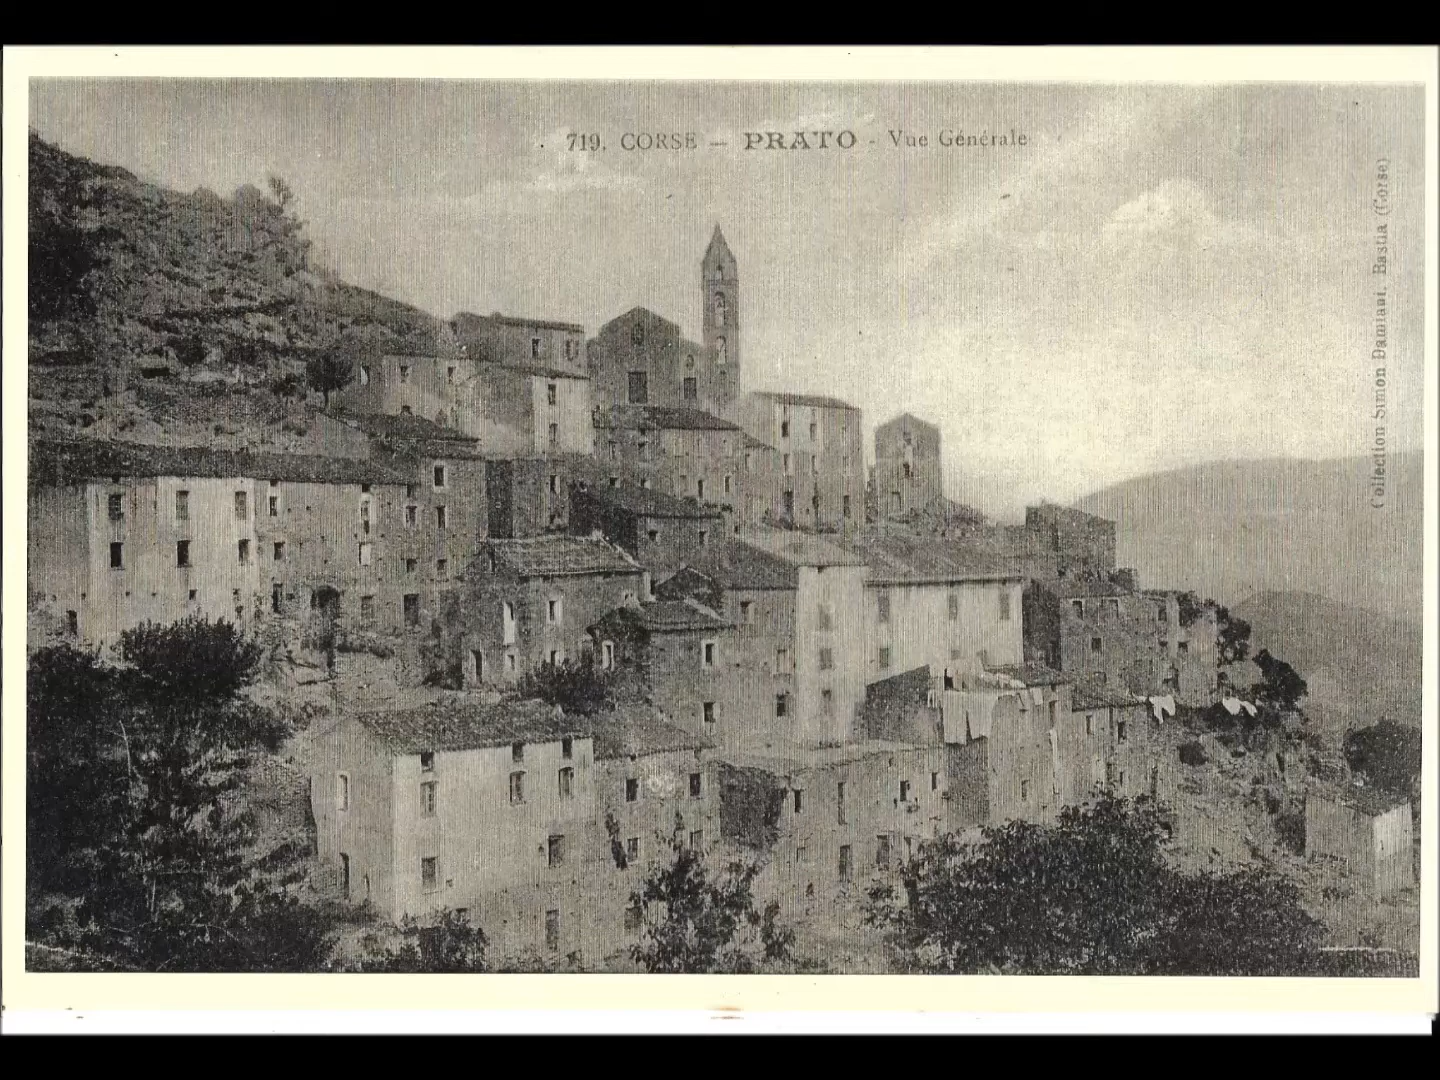 719. CORSE — PRATO - Vue Générale
Collection Simon Damiani. Bastia (Corse)